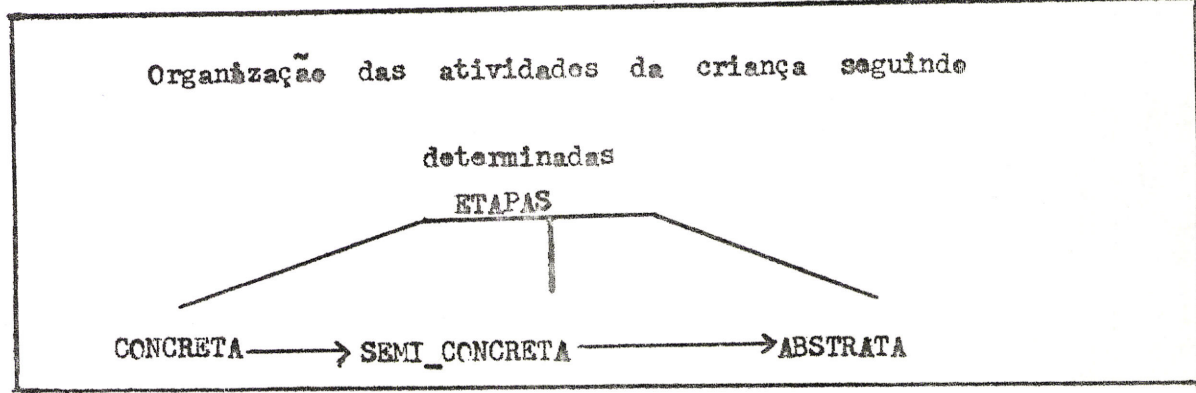 Organização das atividades da criança seguindo
determinadas
ETAPAS
CONCRETA SEMI_CONCRETA ABSTRATA